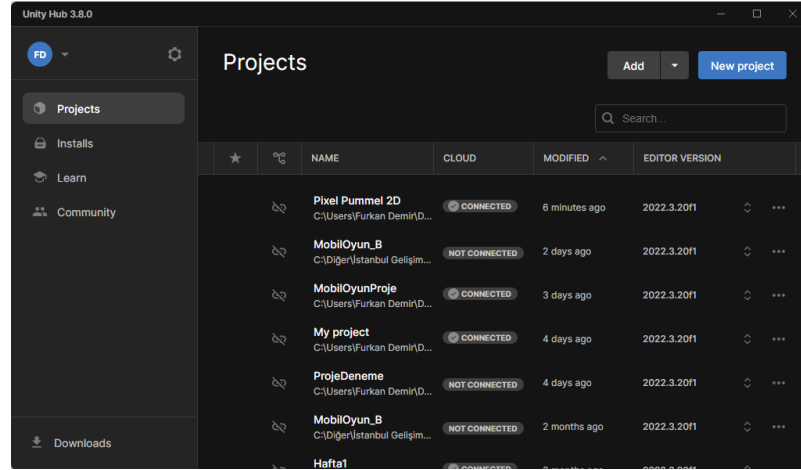 Unity Hub 3.8.0
FD
Projects
Add
New project
Search...
Projects
Installs
Learn
Community
Downloads
NAME CLOUD MODIFIED EDITOR VERSION
Pixel Pummel 2D
C:\Users\Furkan Demir\D...
CONNECTED
6 minutes ago
2022.3.20f1
MobilOyun_B
C:\Diğer\İstanbul Gelişim...
NOT CONNECTED
2 days ago
2022.3.20f1
MobilOyunProje
C:\Users\Furkan Demir\D...
CONNECTED
3 days ago
2022.3.20f1
My project
C:\Users\Furkan Demir\D...
CONNECTED
4 days ago
2022.3.20f1
ProjeDeneme
C:\Users\Furkan Demir\D...
NOT CONNECTED
4 days ago
2022.3.20f1
MobilOyun_B
C:\Diğer\İstanbul Gelişim...
NOT CONNECTED
2 months ago
2022.3.20f1
Hafta1
CONNECTED